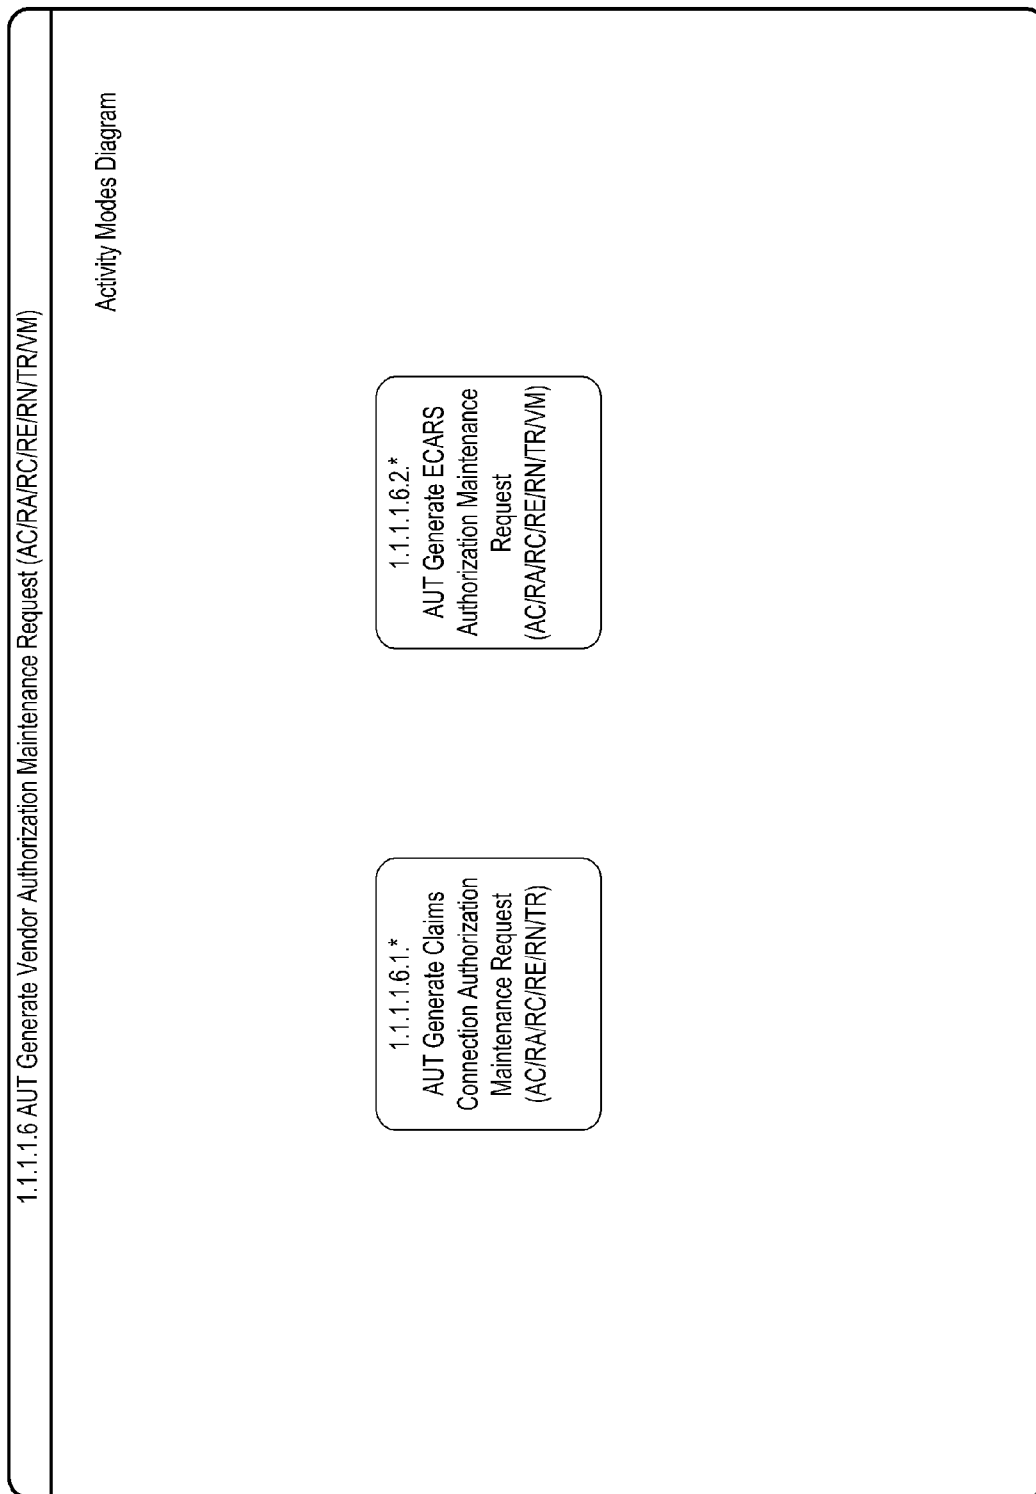 1.1.1.1.6 AUT Generate Vendor Authorization Maintenance Request (AC/RA/RC/RE/RN/TR/VM)
Activity Modes Diagram
1.1.1.1.6.1.*
AUT Generate Claims
Connection Authorization
Maintenance Request
(AC/RA/RC/RE/RN/TR)
1.1.1.1.6.2.*
AUT Generate ECARS
Authorization Maintenance
Request
(AC/RA/RC/RE/RN/TR/VM)